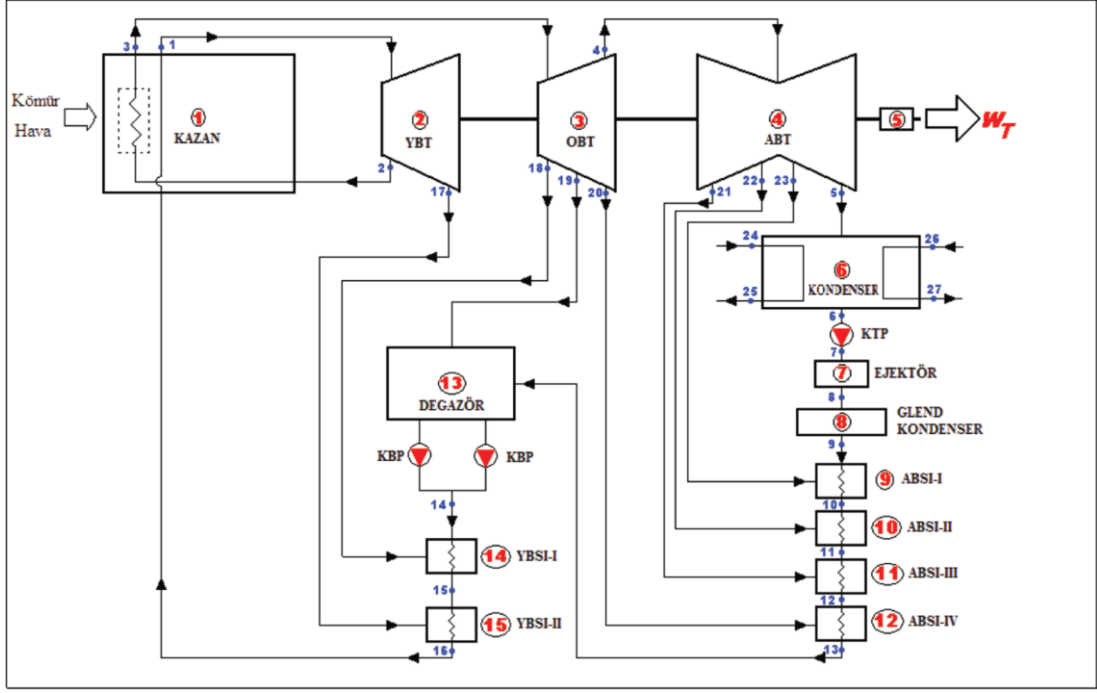 3
1
4
Kömür
Hava
1
KAZAN
2
YBT
3
OBT
4
ABT
5
W_T
2
17
18
19
20
21
22
23
5
24
26
6
KONDENSER
25
27
6
KTP
7
7
EJEKTÖR
8
8
GLEND
KONDENSER
9
9
ABSI-I
10
10
ABSI-II
11
11
ABSI-III
12
12
ABSI-IV
13
13
DEGAZÖR
KBP
KBP
14
14
YBSI-I
15
15
YBSI-II
16